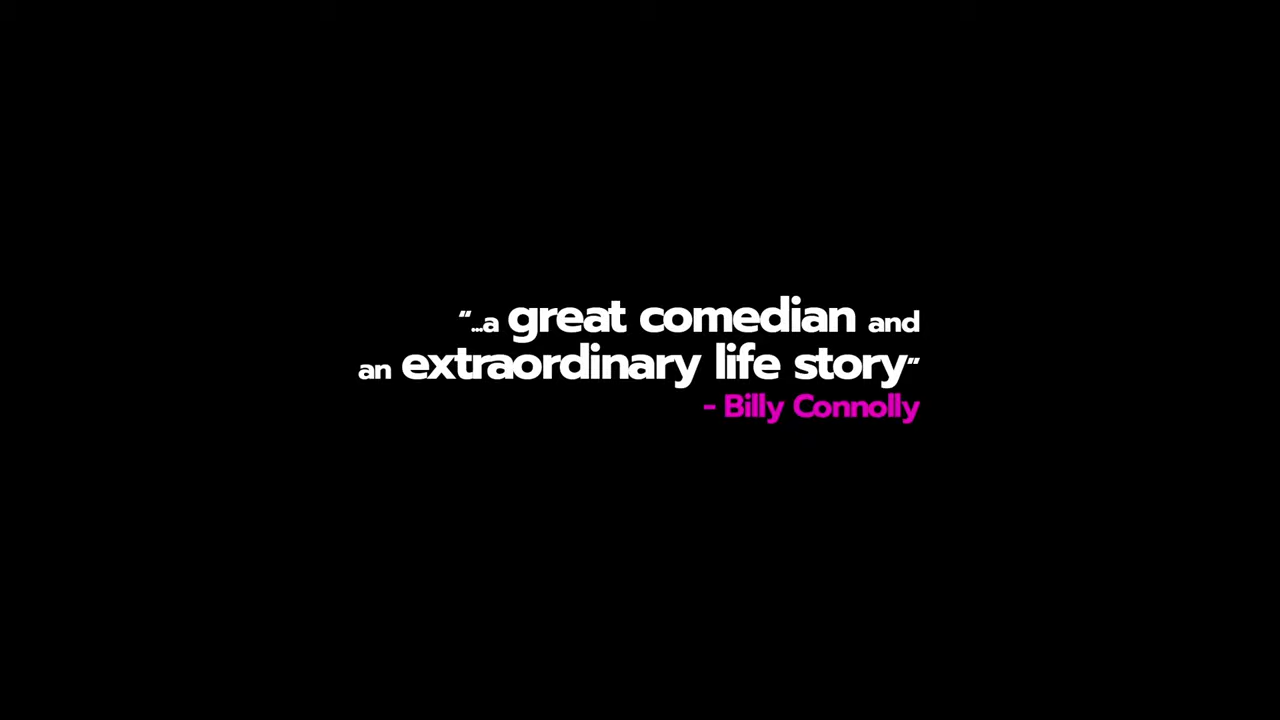 “...a great comedian and
an extraordinary life story”
- Billy Connolly